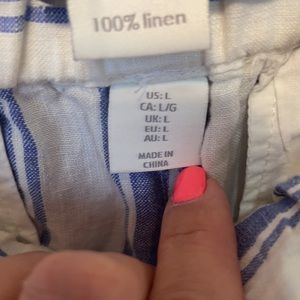 100% linen
US: L
CA: L/G
UK: L
EU: L
AU: L
MADE IN
CHINA